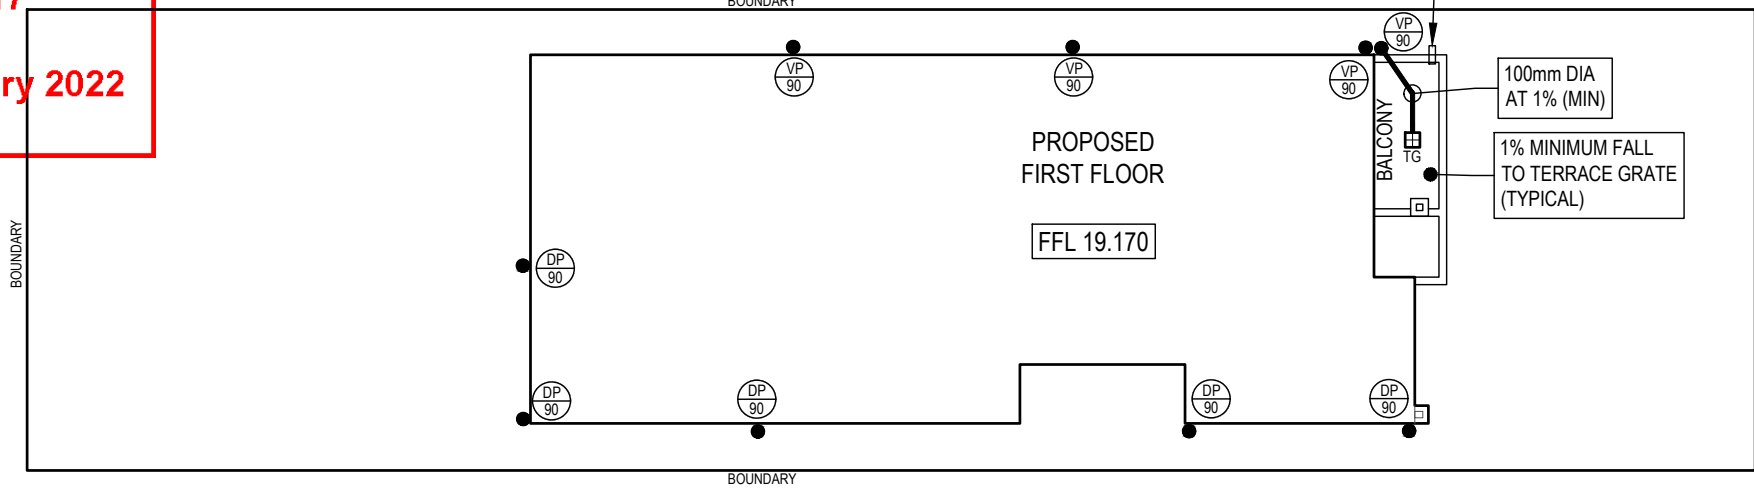 BOUNDARY
ry 2022
VP
90
VP
90
VP
90
VP
90
100mm DIA
AT 1% (MIN)
BALCONY
TG
1% MINIMUM FALL
TO TERRACE GRATE
(TYPICAL)
PROPOSED
FIRST FLOOR
FFL 19.170
BOUNDARY
DP
90
DP
90
DP
90
DP
90
DP
90
BOUNDARY